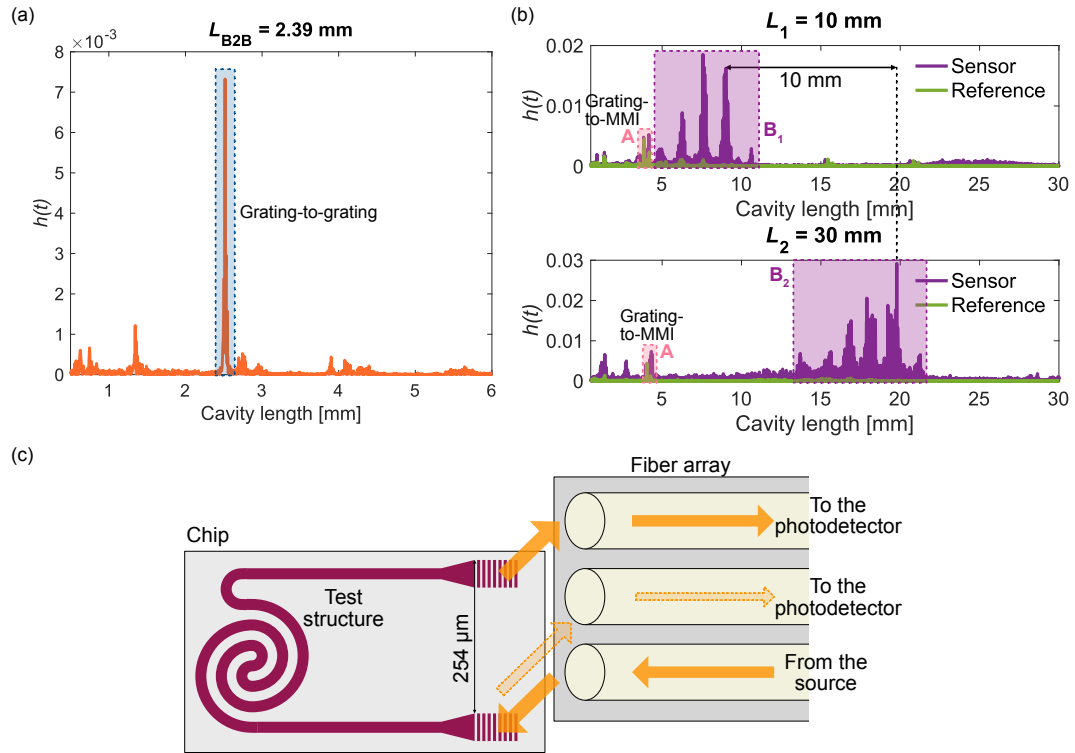 (a)
L_B2B = 2.39 mm
×10⁻³
8
7
6
5
4
3
2
1
0
h(t)
Grating-to-grating
1 2 3 4 5 6
Cavity length [mm]
(b)
L₁ = 10 mm
0.02
0.01
0
h(t)
Grating-
to-MMI
A
B₁
10 mm
Sensor
Reference
5 10 15 20 25 30
Cavity length [mm]
L₂ = 30 mm
0.03
0.02
0.01
0
h(t)
Grating-
to-MMI
A
B₂
Sensor
Reference
5 10 15 20 25 30
Cavity length [mm]
(c)
Chip
Test
structure
254 µm
Fiber array
To the
photodetector
To the
photodetector
From the
source